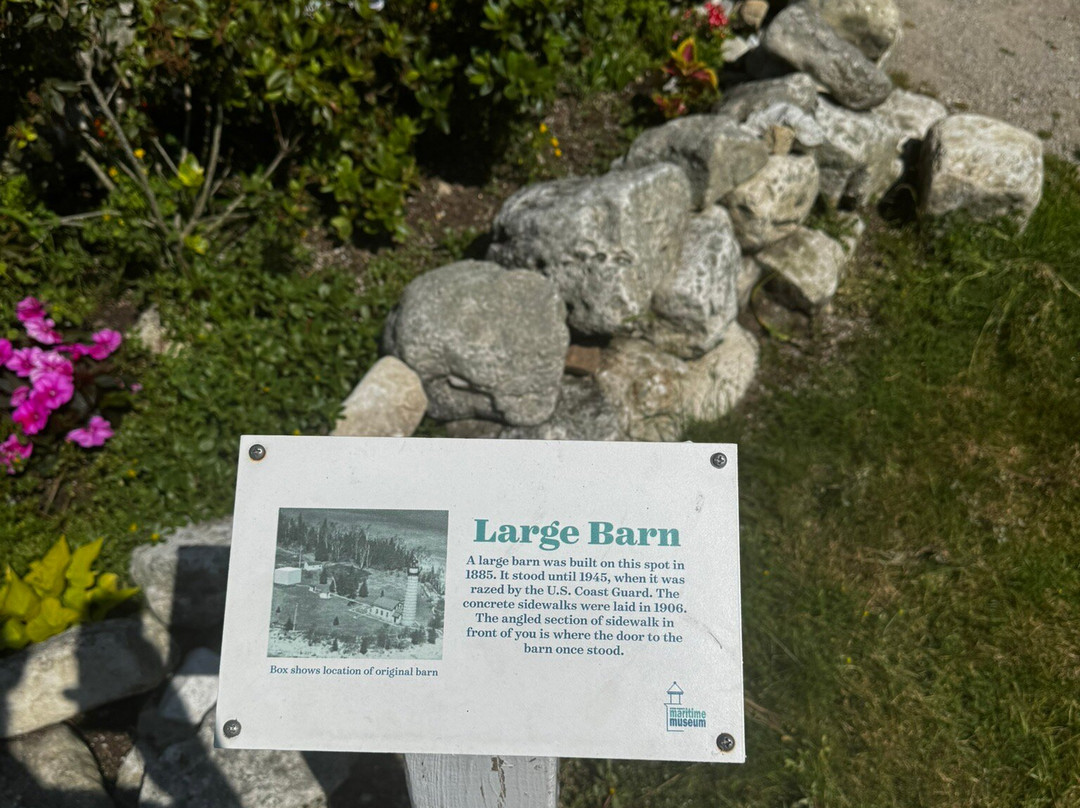 Large Barn
A large barn was built on this spot in
1885. It stood until 1945, when it was
razed by the U.S. Coast Guard. The
concrete sidewalks were laid in 1906.
The angled section of sidewalk in
front of you is where the door to the
barn once stood.
Box shows location of original barn
maritime
museum